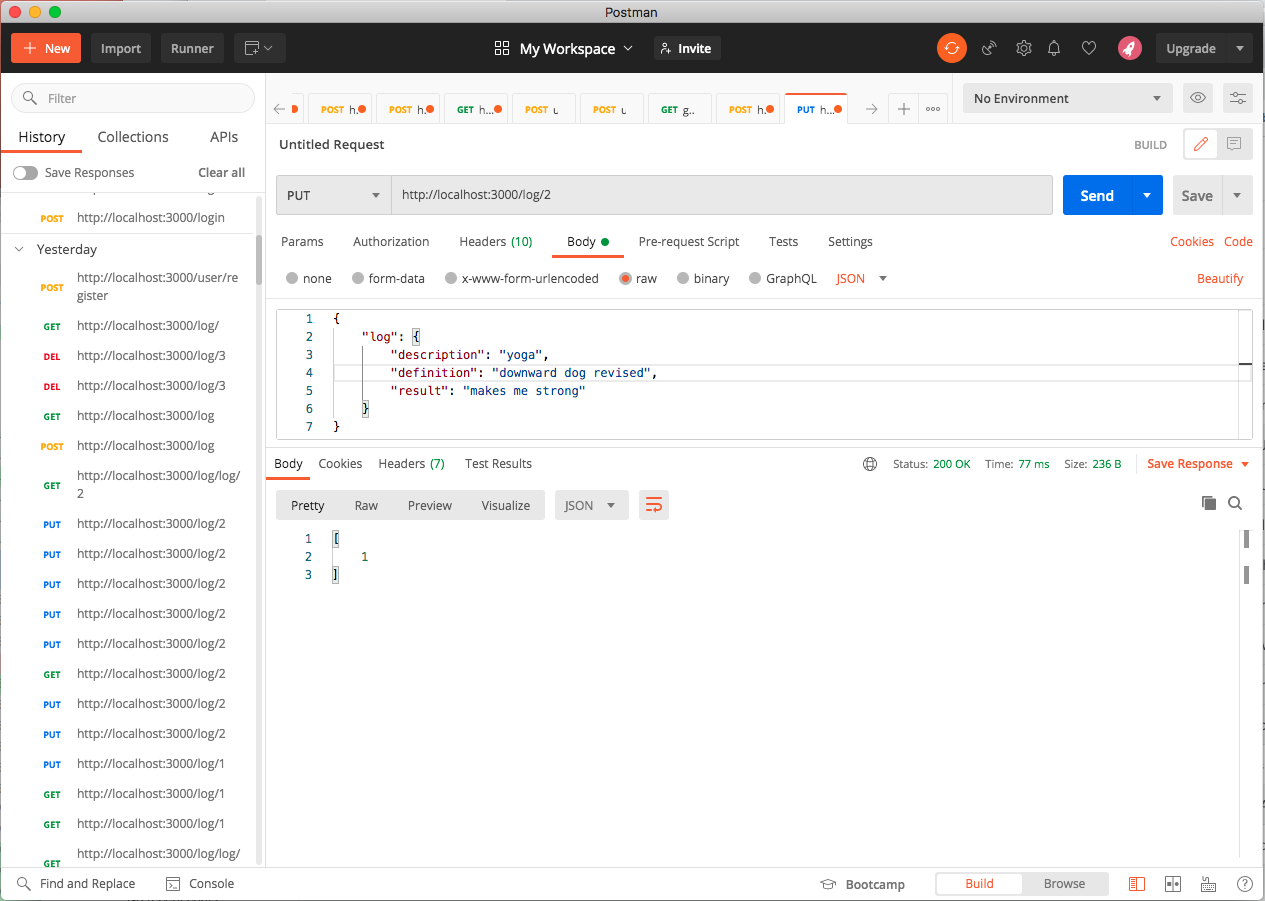 Postman
New Import Runner My Workspace Invite Upgrade
Filter
History Collections APIs
Save Responses Clear all
POST http://localhost:3000/login
Yesterday
POST http://localhost:3000/user/re
gister
GET http://localhost:3000/log/
DEL http://localhost:3000/log/3
DEL http://localhost:3000/log/3
GET http://localhost:3000/log
POST http://localhost:3000/log
GET http://localhost:3000/log/log/
2
PUT http://localhost:3000/log/2
PUT http://localhost:3000/log/2
PUT http://localhost:3000/log/2
PUT http://localhost:3000/log/2
PUT http://localhost:3000/log/2
GET http://localhost:3000/log/2
PUT http://localhost:3000/log/2
PUT http://localhost:3000/log/2
PUT http://localhost:3000/log/1
GET http://localhost:3000/log/1
GET http://localhost:3000/log/1
GET http://localhost:3000/log/log/
POST h. POST h. GET h... POST POST GET g.. POST h. PUT h...
No Environment
Untitled Request BUILD
PUT http://localhost:3000/log/2 Send Save
Params Authorization Headers (10) Body Pre-request Script Tests Settings Cookies Code
none form-data x-www-form-urlencoded raw binary GraphQL JSON Beautify
1 {
2 "log": {
3 "description": "yoga",
4 "definition": "downward dog revised",
5 "result": "makes me strong"
6 }
7 }
Body Cookies Headers (7) Test Results Status: 200 OK Time: 77 ms Size: 236 B Save Response
Pretty Raw Preview Visualize JSON
1 [
2 1
3 ]
Find and Replace Console Bootcamp Build Browse